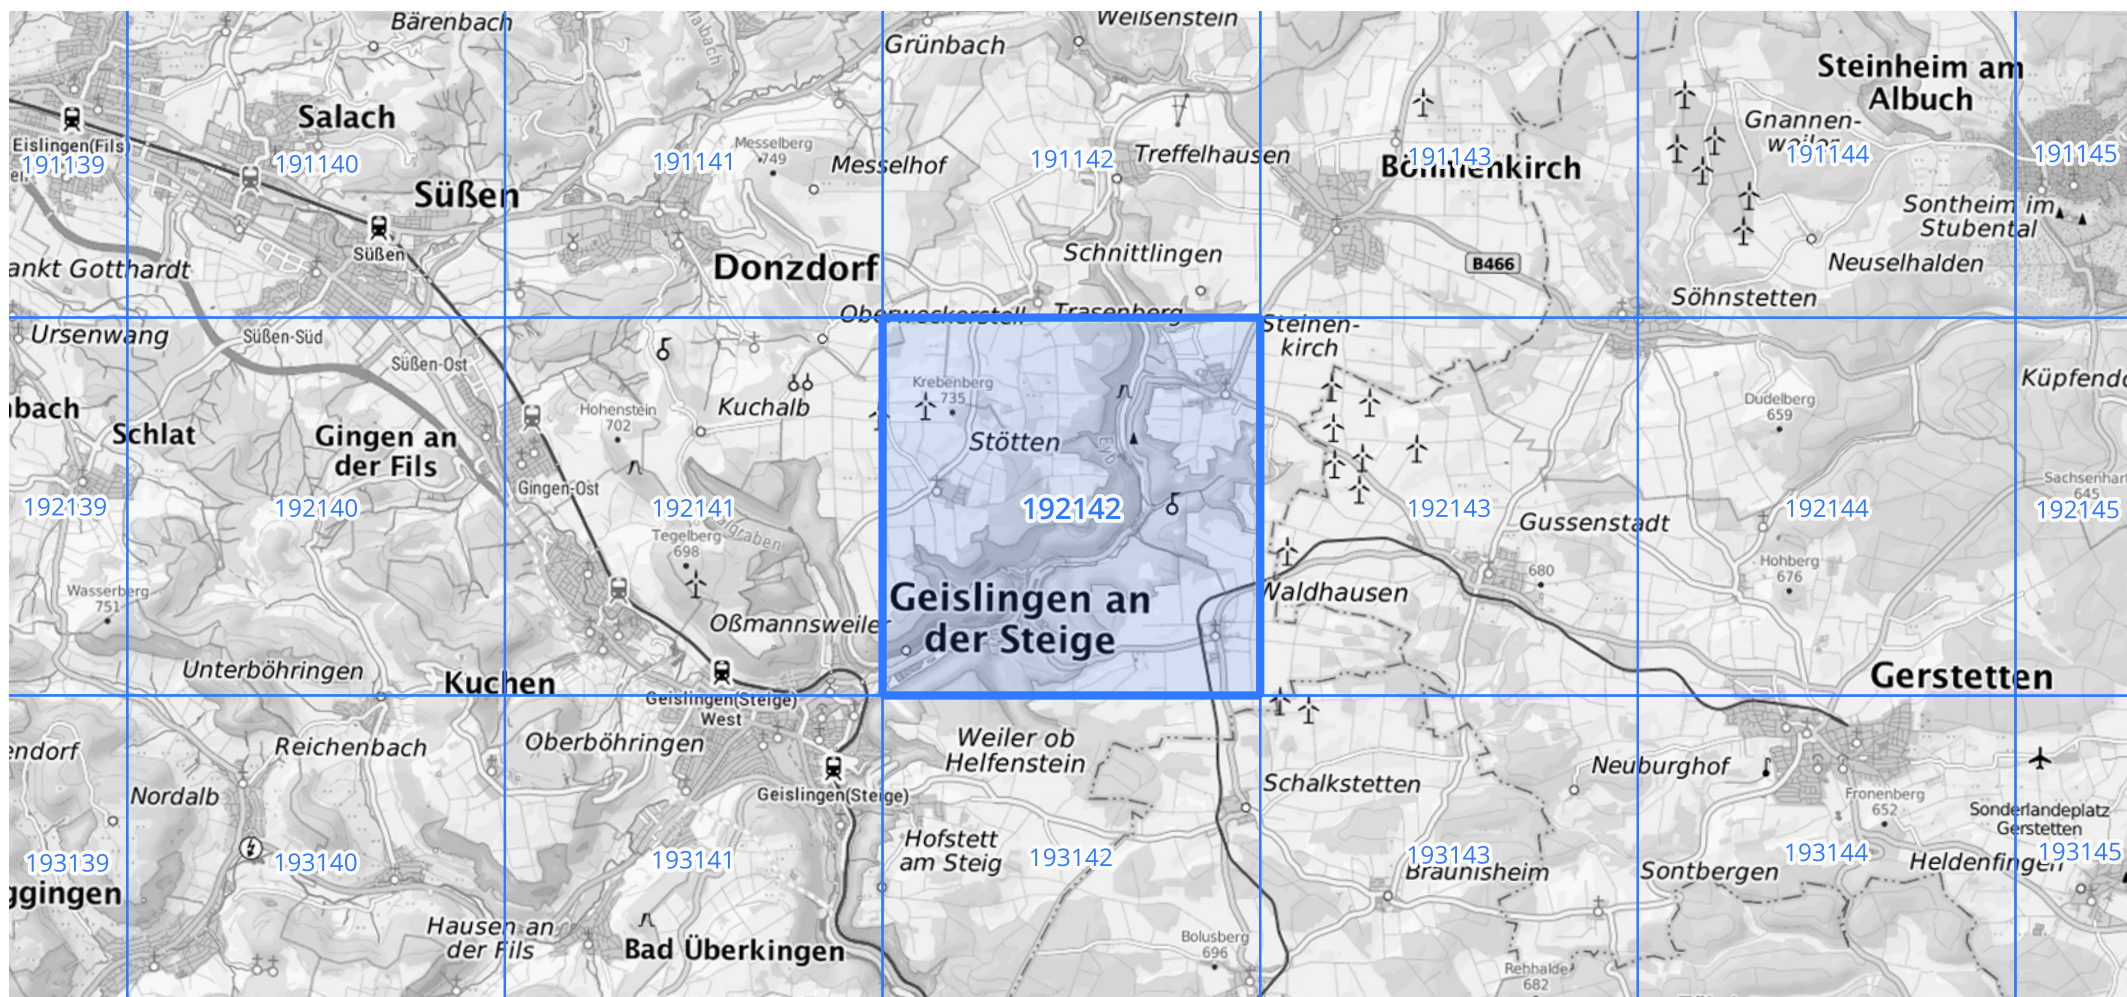 Bärenbach
Weißenstein
Grünbach
Steinheim am
Albuch
Salach
Gnannen-
Eislingen(Fils)
191139
191140
Messelberg
749
191141
Messelhof
191142
Treffelhausen
191143
Böhmenkirch
191144
191145
Süßen
Süßen
Sontheim im
Stubental
Schnittlingen
B466
Neuselhalden
ankt Gotthardt
Donzdorf
Söhnstetten
Oberweckerstell
Trasenberg
Ursenwang
Süßen-Süd
Süßen-Ost
Steinen-
kirch
Krebenberg
735
Küpfendo
nbach
Schlat
Gingen an
der Fils
Hohenstein
702
Kuchalb
Stötten
Eyb
Dudelberg
659
Gingen-Ost
192139
192140
192141
192142
192143
Gussenstadt
192144
Sachsenhar
645
192145
Tegelberg
698
Wasserberg
751
Hohberg
676
680
Geislingen an
der Steige
Waldhausen
Oßmannsweiler
Unterböhringen
Kuchen
Gerstetten
Geislingen(Steige)
West
endorf
Reichenbach
Oberböhringen
Weiler ob
Helfenstein
Nordalb
Geislingen(Steige)
Schalkstetten
Neuburghof
Fronenberg
652
Sonderlandeplatz
Gerstetten
Hofstett
am Steig
193139
193140
193141
193142
193143
Bräunisheim
193144
Sontbergen
Heldenfingen
193145
ggingen
Hausen an
der Fils
Bad Überkingen
Bolusberg
696
Rehhalde
682